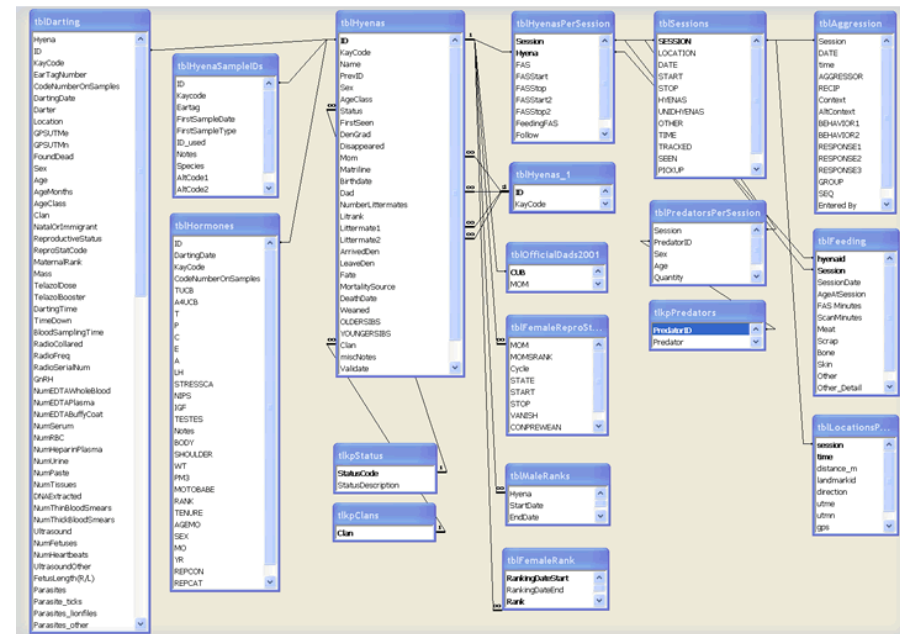 tblDarting
Hyena
ID
KayCode
EarTagNumber
CodeNumberOnSamples
DartingDate
Darter
Location
GPSUTMe
GPSUTMn
FoundDead
Sex
Age
AgeMonths
AgeClass
Clan
NatalOrImmigrant
ReproductiveStatus
ReproStatCode
MaternalRank
Mass
TelazolDose
TelazolBooster
DartingTime
TimeDown
BloodSamplingTime
RadioCollared
RadioFreq
RadioSerialNum
GnRH
NumEDTAWholeBlood
NumEDTAPlasma
NumEDTABuffyCoat
NumSerum
NumRBC
NumHeparinPlasma
NumUrine
NumPaste
NumTissues
DNAExtracted
NumThinBloodSmears
NumThickBloodSmears
Ultrasound
NumFetuses
NumHeartbeats
UltrasoundOther
FetusLength(R/L)
Parasites
Parasite_ticks
Parasites_lionflies
Parasites_other
tblHyenaSampleIDs
ID
Kaycode
Eartag
FirstSampleDate
FirstSampleType
ID_used
Notes
Species
AltCode1
AltCode2
tblHormones
ID
DartingDate
KayCode
CodeNumberOnSamples
TUCB
A4UCB
T
P
C
E
A
LH
STRESSCA
NIPS
IGF
TESTES
Notes
BODY
SHOULDER
WT
PM3
MOTOBABE
RANK
TENURE
AGEMO
SEX
MO
YR
REPCON
REPCAT
tblHyenas
ID
KayCode
Name
PrevID
Sex
AgeClass
Status
FirstSeen
DenGrad
Disappeared
Mom
Matriline
Birthdate
Dad
NumberLittermates
Litrank
Littermate1
Littermate2
ArrivedDen
LeaveDen
Fate
MortalitySource
DeathDate
Weaned
OLDERSIBS
YOUNGERSIBS
Clan
miscNotes
Validate
tlkpStatus
StatusCode
StatusDescription
tlkpClans
Clan
tblHyenasPerSession
Session
Hyena
FAS
FASStart
FASStop
FASStart2
FASStop2
FeedingFAS
Follow
tblHyenas_1
ID
KayCode
tblOfficialDads2001
CUB
MOM
tblFemaleReproSt...
MOM
MOMSRANK
Cycle
STATE
START
STOP
VANISH
CONPREWEAN
tblMaleRanks
Hyena
StartDate
EndDate
tblFemaleRank
RankingDateStart
RankingDateEnd
Rank
tblSessions
SESSION
LOCATION
DATE
START
STOP
HYENAS
UNIDHYENAS
OTHER
TIME
TRACKED
SEEN
PICKUP
tblPredatorsPerSession
Session
PredatorID
Sex
Age
Quantity
tlkpPredators
PredatorID
Predator
tblAggression
Session
DATE
time
AGGRESSOR
RECIP
Context
AltContext
BEHAVIOR1
BEHAVIOR2
RESPONSE1
RESPONSE2
RESPONSE3
GROUP
SEQ
Entered By
tblFeeding
hyenaid
Session
SessionDate
AgeAtSession
FAS Minutes
ScanMinutes
Meat
Scrap
Bone
Skin
Other
Other_Detail
tblLocationsP...
session
time
distance_m
landmarkid
direction
utme
utmn
gps